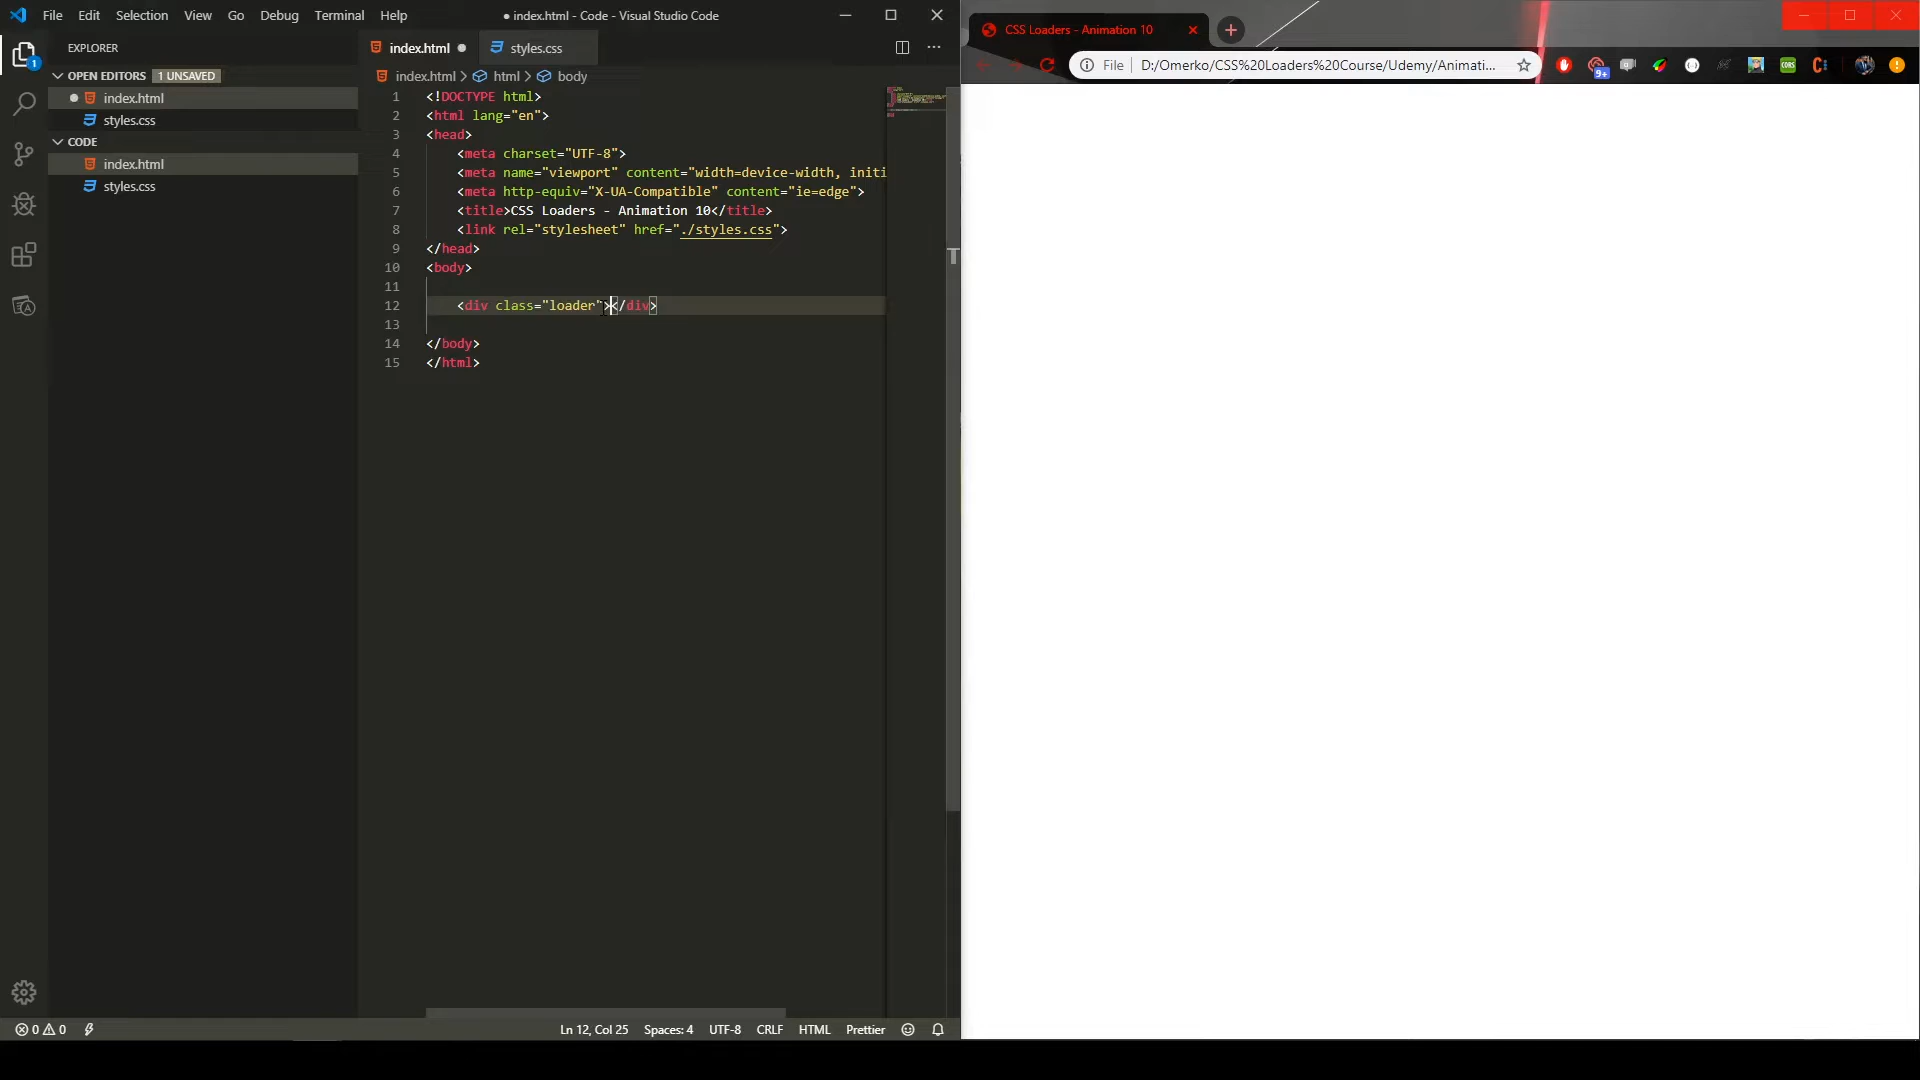 File Edit Selection View Go Debug Terminal Help
● index.html - Code - Visual Studio Code
EXPLORER
OPEN EDITORS 1 UNSAVED
index.html
styles.css
CODE
index.html
styles.css
1
index.html
styles.css
index.html > html > body
1 <!DOCTYPE html>
2 <html lang="en">
3 <head>
4 <meta charset="UTF-8">
5 <meta name="viewport" content="width=device-width, initi
6 <meta http-equiv="X-UA-Compatible" content="ie=edge">
7 <title>CSS Loaders - Animation 10</title>
8 <link rel="stylesheet" href="./styles.css">
9 </head>
10 <body>
11
12 <div class="loader"></div>
13
14 </body>
15 </html>
0 0
Ln 12, Col 25 Spaces: 4 UTF-8 CRLF HTML Prettier
CSS Loaders - Animation 10
File D:/Omerko/CSS%20Loaders%20Course/Udemy/Animati...
9+
CORS